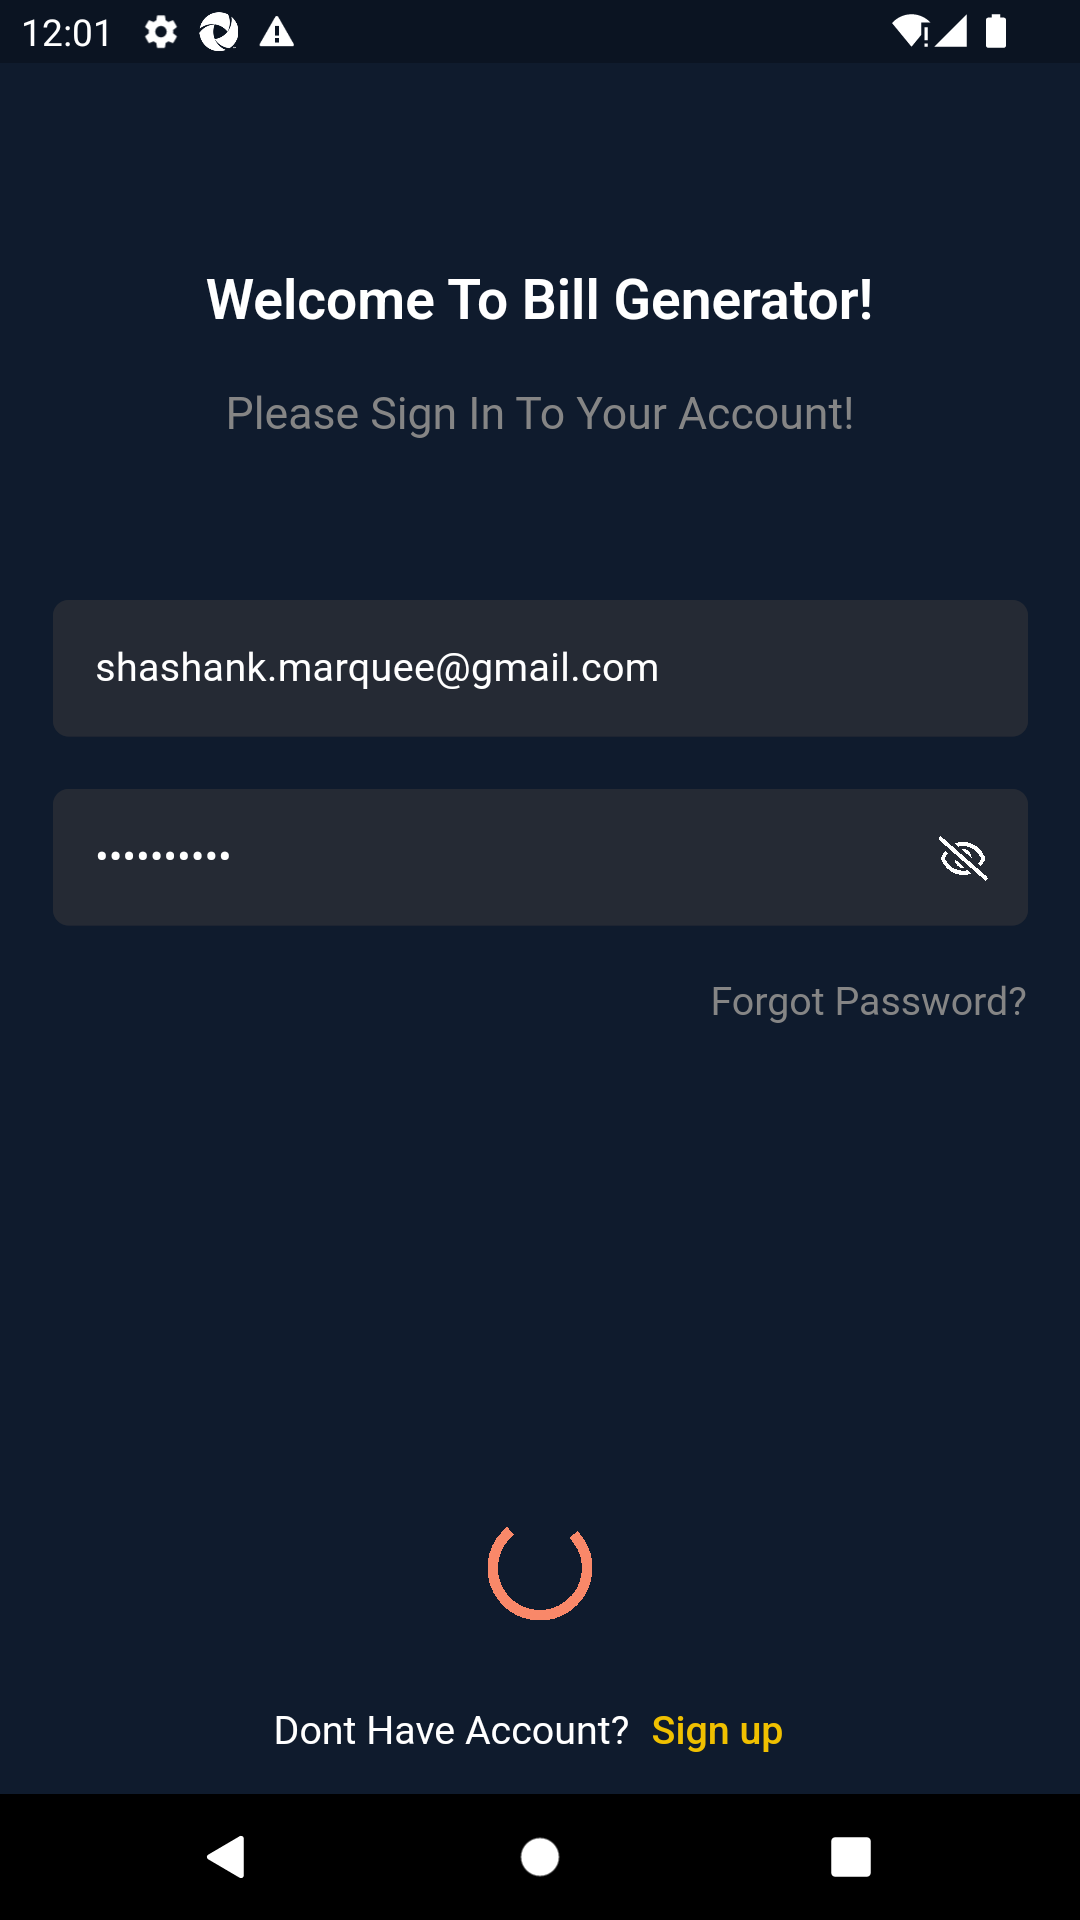 12:01
Welcome To Bill Generator!
Please Sign In To Your Account!
shashank.marquee@gmail.com
••••••••••
Forgot Password?
Dont Have Account? Sign up